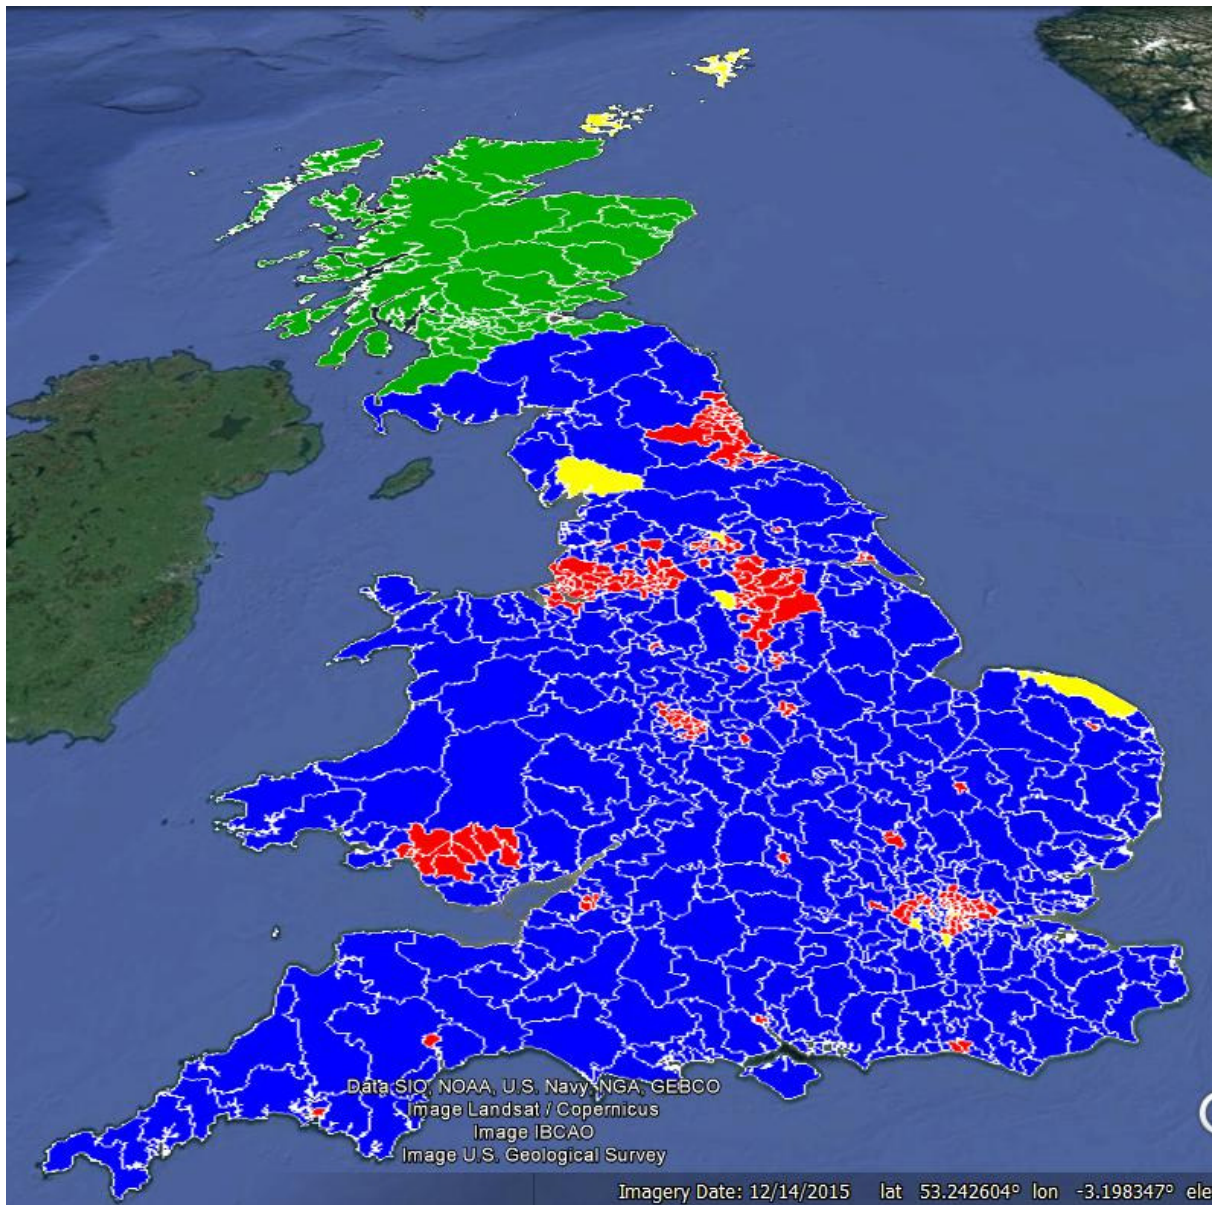 Data SIO, NOAA, U.S. Navy, NGA, GEBCO
Image Landsat / Copernicus
Image IBCAO
Image U.S. Geological Survey
Imagery Date: 12/14/2015 lat 53.242604° lon -3.198347° ele